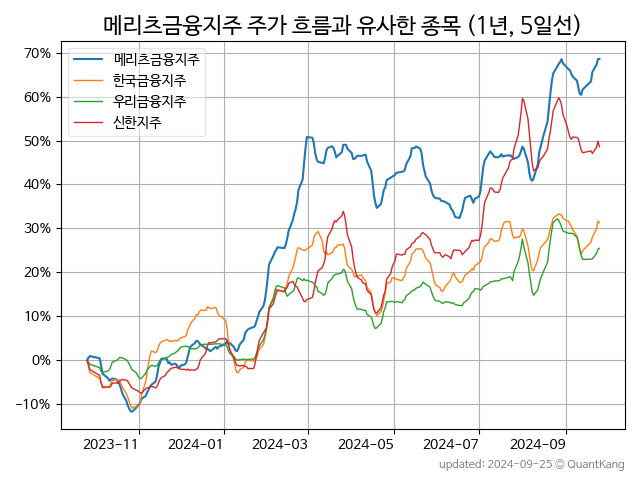 메리츠금융지주 주가 흐름과 유사한 종목 (1년, 5일선)
메리츠금융지주
한국금융지주
우리금융지주
신한지주
70%
60%
50%
40%
30%
20%
10%
0%
−10%
2023-11
2024-01
2024-03
2024-05
2024-07
2024-09
updated: 2024-09-25 © QuantKang